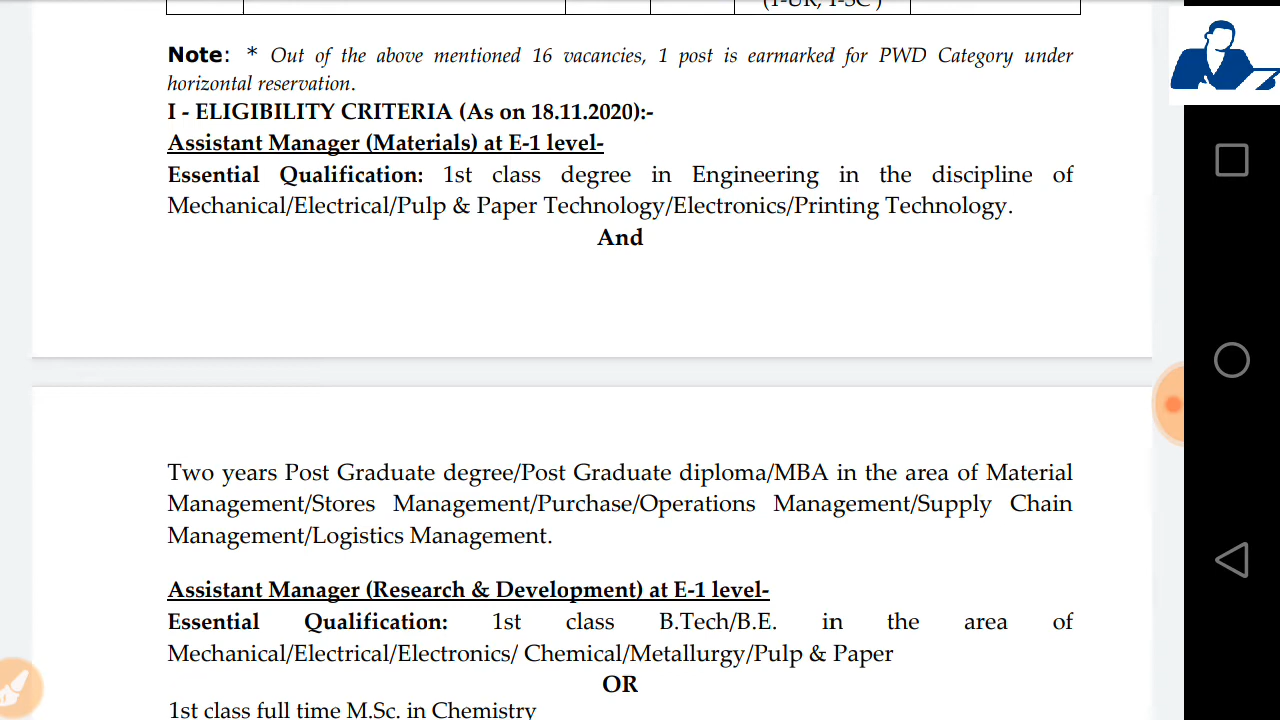 (1-UR, 1-SC )
Note: * Out of the above mentioned 16 vacancies, 1 post is earmarked for PWD Category under
horizontal reservation.
I - ELIGIBILITY CRITERIA (As on 18.11.2020):-
Assistant Manager (Materials) at E-1 level-
Essential Qualification: 1st class degree in Engineering in the discipline of
Mechanical/Electrical/Pulp & Paper Technology/Electronics/Printing Technology.
And
Two years Post Graduate degree/Post Graduate diploma/MBA in the area of Material
Management/Stores Management/Purchase/Operations Management/Supply Chain
Management/Logistics Management.
Assistant Manager (Research & Development) at E-1 level-
Essential Qualification: 1st class B.Tech/B.E. in the area of
Mechanical/Electrical/Electronics/ Chemical/Metallurgy/Pulp & Paper
OR
1st class full time M.Sc. in Chemistry